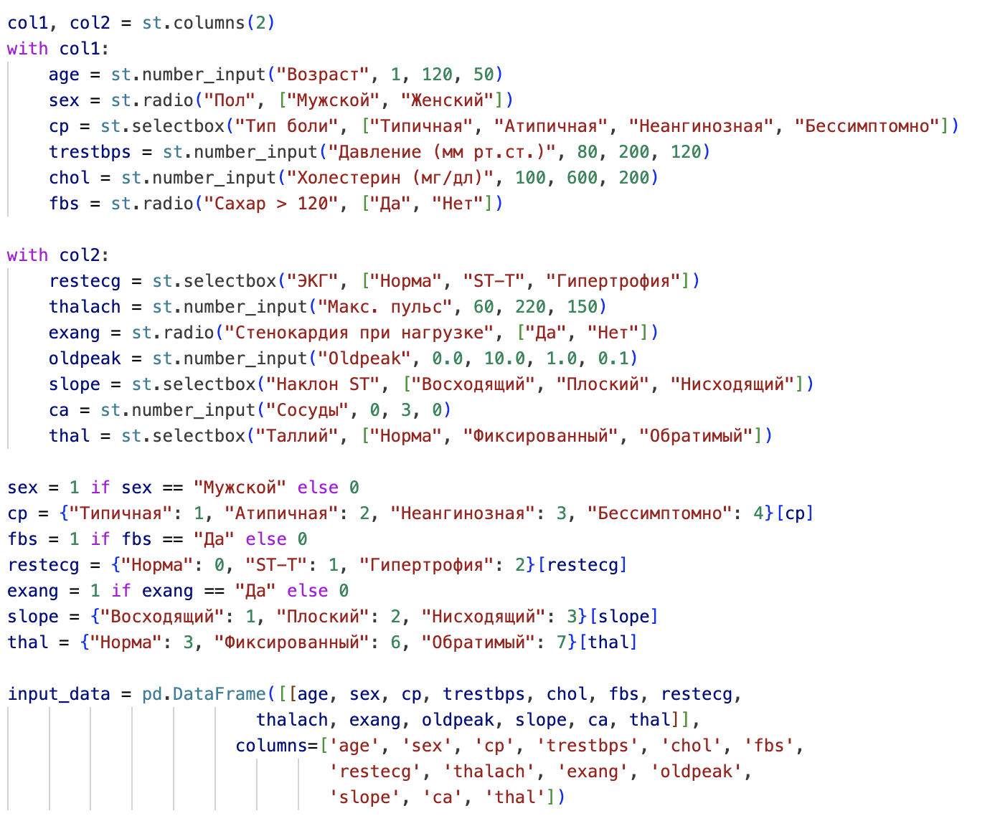 col1, col2 = st.columns(2)
with col1:
    age = st.number_input("Возраст", 1, 120, 50)
    sex = st.radio("Пол", ["Мужской", "Женский"])
    cp = st.selectbox("Тип боли", ["Типичная", "Атипичная", "Неангинозная", "Бессимптомно"])
    trestbps = st.number_input("Давление (мм рт.ст.)", 80, 200, 120)
    chol = st.number_input("Холестерин (мг/дл)", 100, 600, 200)
    fbs = st.radio("Сахар > 120", ["Да", "Нет"])

with col2:
    restecg = st.selectbox("ЭКГ", ["Норма", "ST-T", "Гипертрофия"])
    thalach = st.number_input("Макс. пульс", 60, 220, 150)
    exang = st.radio("Стенокардия при нагрузке", ["Да", "Нет"])
    oldpeak = st.number_input("Oldpeak", 0.0, 10.0, 1.0, 0.1)
    slope = st.selectbox("Наклон ST", ["Восходящий", "Плоский", "Нисходящий"])
    ca = st.number_input("Сосуды", 0, 3, 0)
    thal = st.selectbox("Таллий", ["Норма", "Фиксированный", "Обратимый"])

sex = 1 if sex == "Мужской" else 0
cp = {"Типичная": 1, "Атипичная": 2, "Неангинозная": 3, "Бессимптомно": 4}[cp]
fbs = 1 if fbs == "Да" else 0
restecg = {"Норма": 0, "ST-T": 1, "Гипертрофия": 2}[restecg]
exang = 1 if exang == "Да" else 0
slope = {"Восходящий": 1, "Плоский": 2, "Нисходящий": 3}[slope]
thal = {"Норма": 3, "Фиксированный": 6, "Обратимый": 7}[thal]

input_data = pd.DataFrame([[age, sex, cp, trestbps, chol, fbs, restecg,
                        thalach, exang, oldpeak, slope, ca, thal]],
                      columns=['age', 'sex', 'cp', 'trestbps', 'chol', 'fbs',
                               'restecg', 'thalach', 'exang', 'oldpeak',
                               'slope', 'ca', 'thal'])